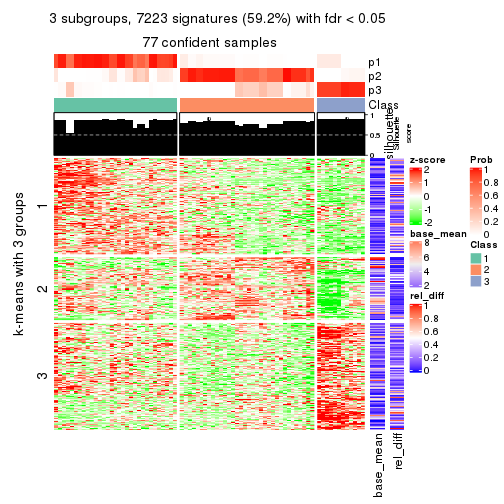 3 subgroups, 7223 signatures (59.2%) with fdr < 0.05
77 confident samples
p1
p2
p3
Class
1
0.5
0
silhouette
Silhouette
score
k-means with 3 groups
1
2
3
base_mean
rel_diff
z-score
2
1
0
-1
-2
base_mean
8
6
4
2
rel_diff
1
0.8
0.6
0.4
0.2
0
Prob
1
0.8
0.6
0.4
0.2
0
Class
1
2
3